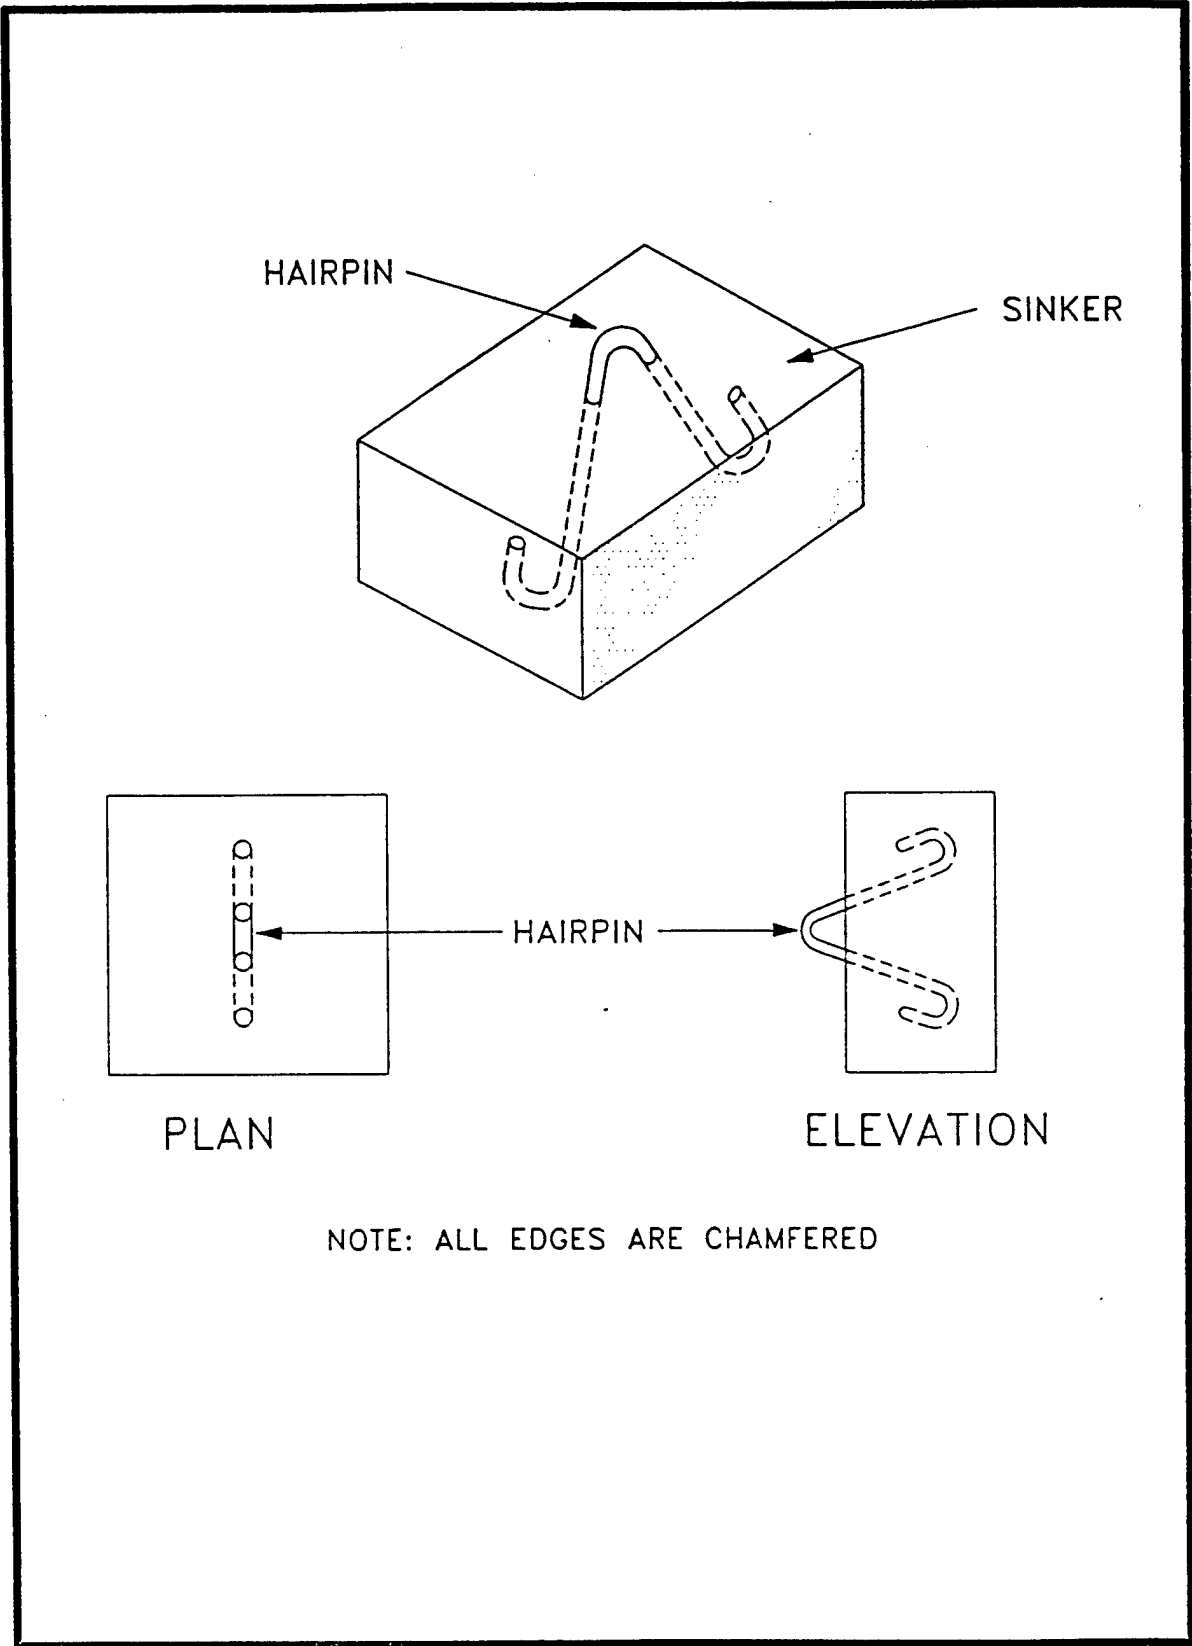 HAIRPIN
SINKER
HAIRPIN
PLAN
ELEVATION
NOTE: ALL EDGES ARE CHAMFERED